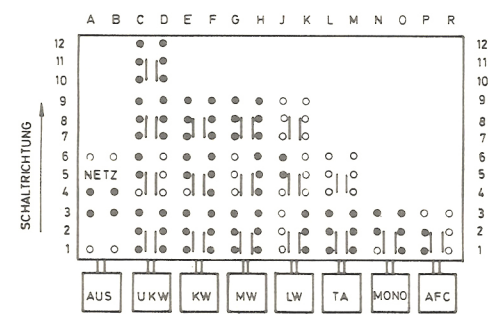 A B C D E F G H J K L M N O P R
12 12
11 11
10 10
9 9
8 8
7 7
6 6
5 NETZ 5
4 4
3 3
2 2
1 1
SCHALTRICHTUNG
AUS UKW KW MW LW TA MONO AFC